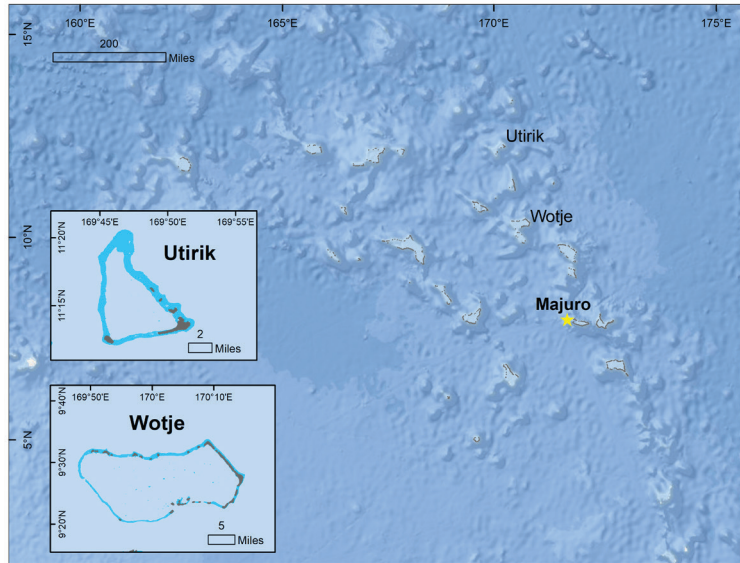 160°E 165°E 170°E 175°E
15°N
200
Miles
Utirik
Wotje
10°N
Majuro
5°N
169°45'E 169°50'E 169°55'E
11°20'N
Utirik
11°15'N
2
Miles
169°50'E 170°E 170°10'E
9°40'N
Wotje
9°30'N
9°20'N
5
Miles